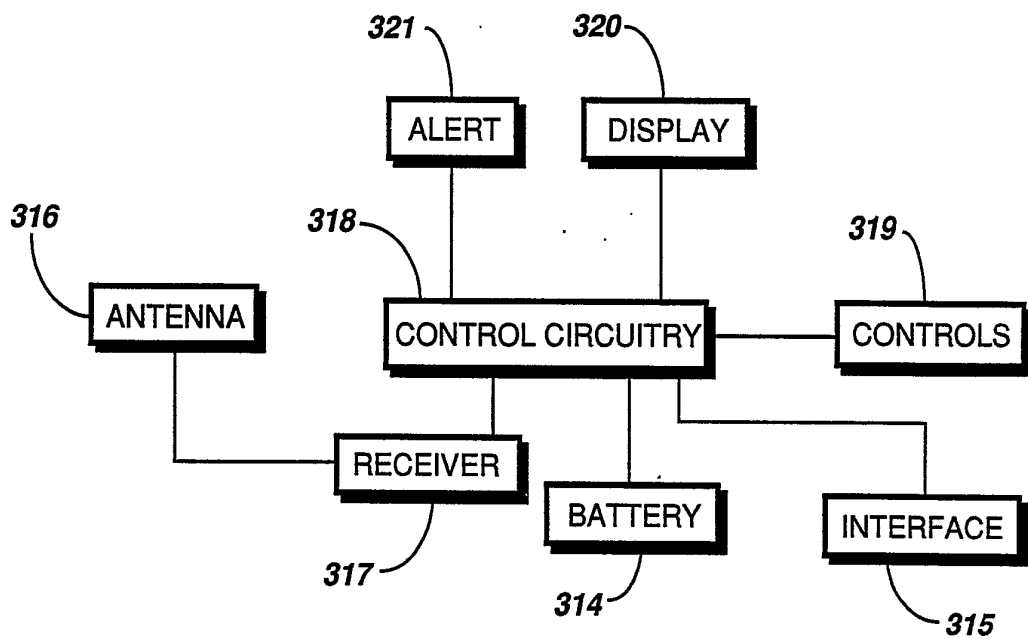 321
320
ALERT
DISPLAY
316
318
319
ANTENNA
CONTROL CIRCUITRY
CONTROLS
RECEIVER
BATTERY
INTERFACE
317
314
315